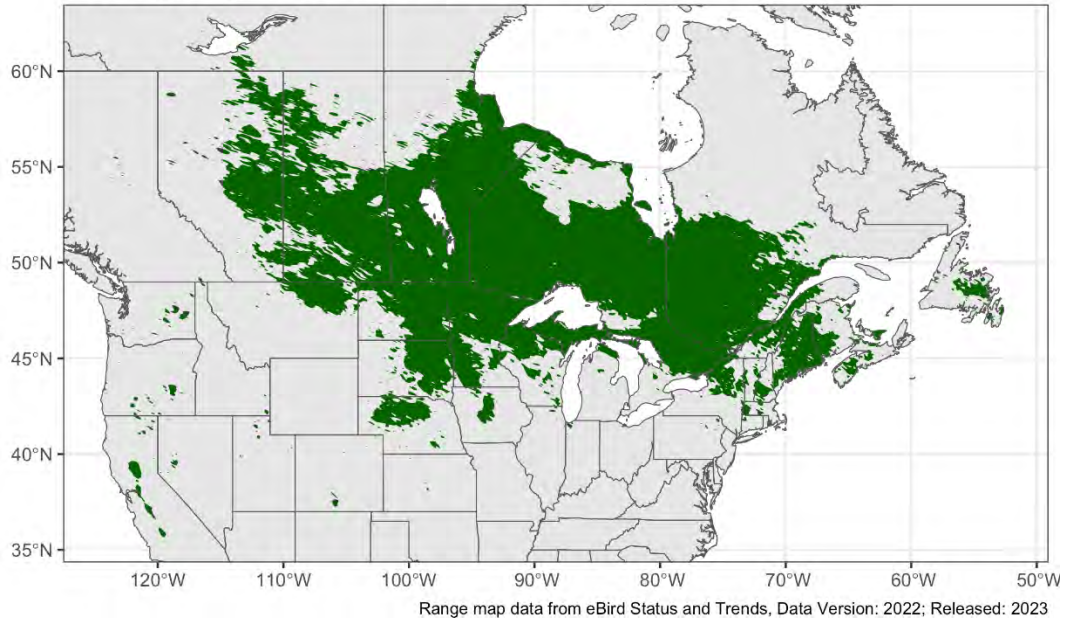 60°N
55°N
50°N
45°N
40°N
35°N
120°W 110°W 100°W 90°W 80°W 70°W 60°W 50°W
Range map data from eBird Status and Trends, Data Version: 2022; Released: 2023